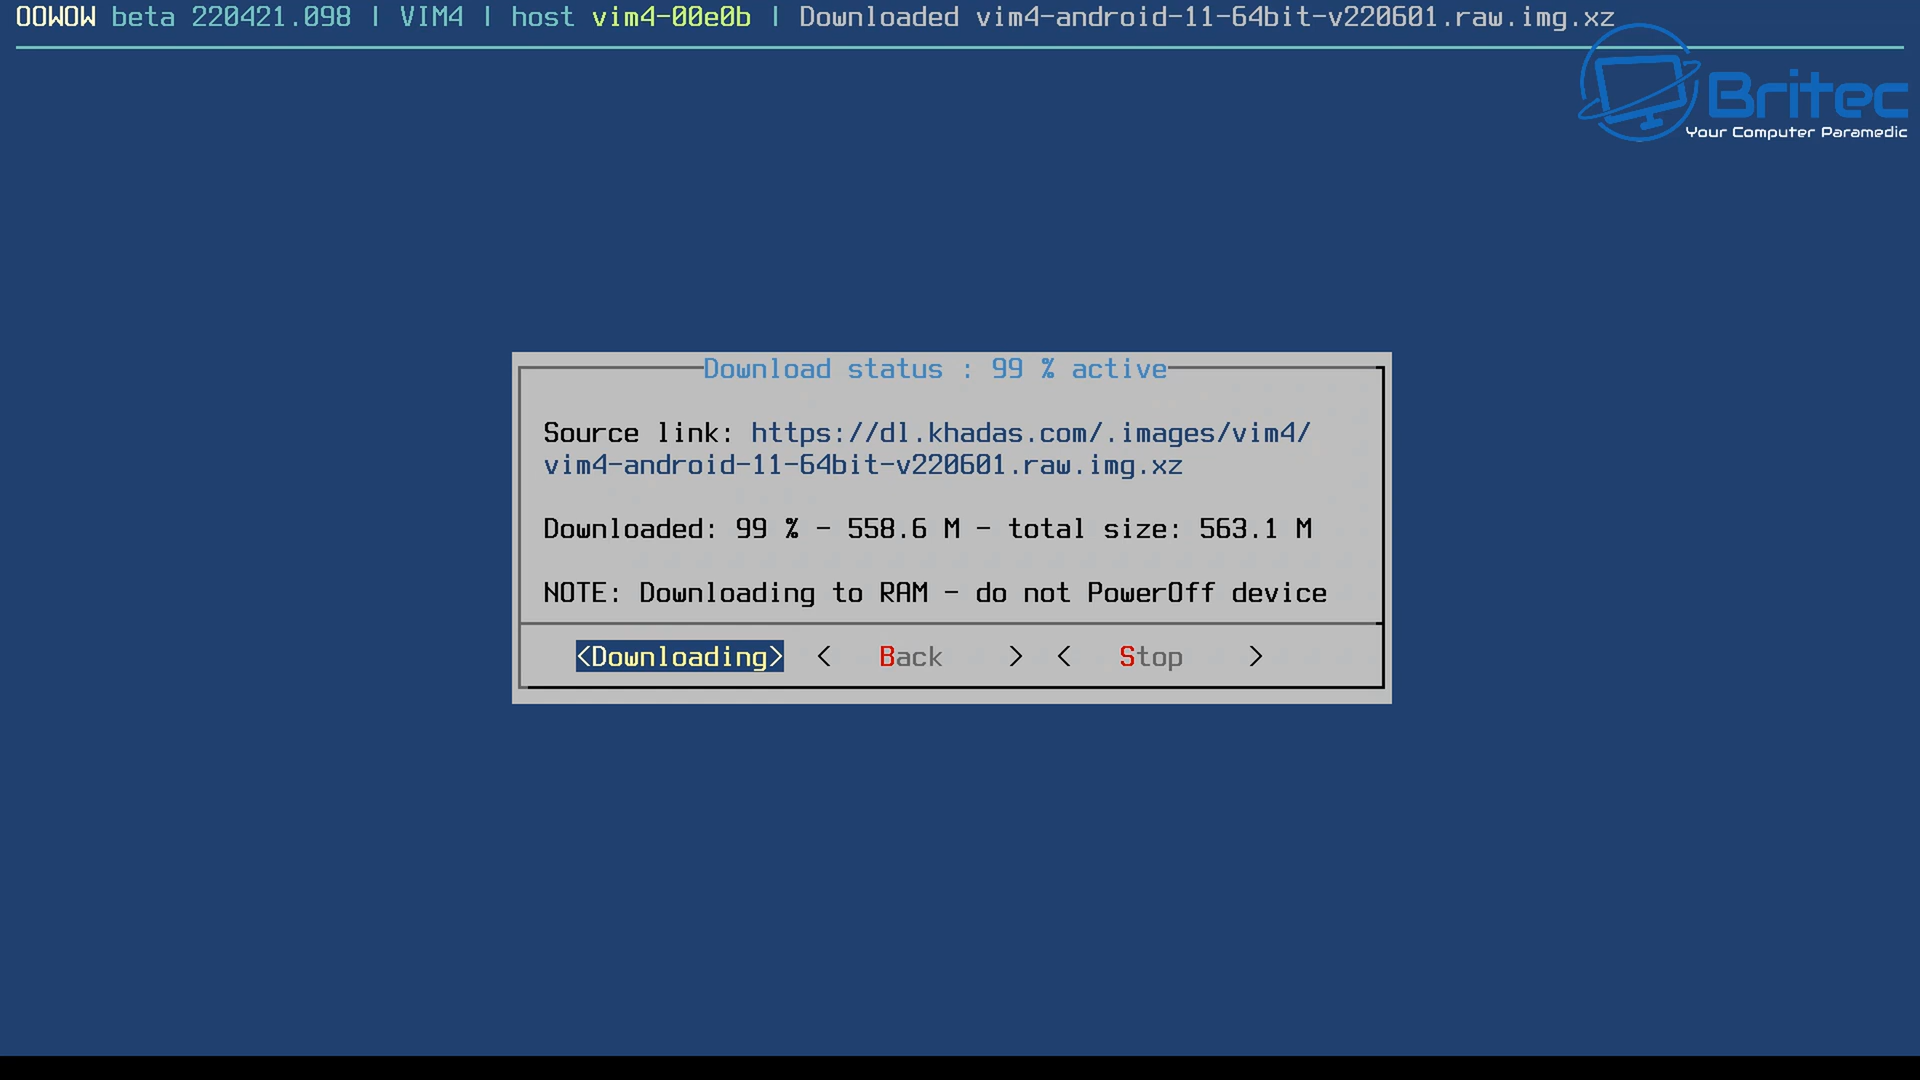 OOWOW beta 220421.098 | VIM4 | host vim4-00e0b | Downloaded vim4-android-11-64bit-v220601.raw.img.xz
Britec
Your Computer Paramedic
Download status : 99 % active
Source link: https://dl.khadas.com/.images/vim4/
vim4-android-11-64bit-v220601.raw.img.xz
Downloaded: 99 % - 558.6 M - total size: 563.1 M
NOTE: Downloading to RAM - do not PowerOff device
<Downloading> < Back > < Stop >